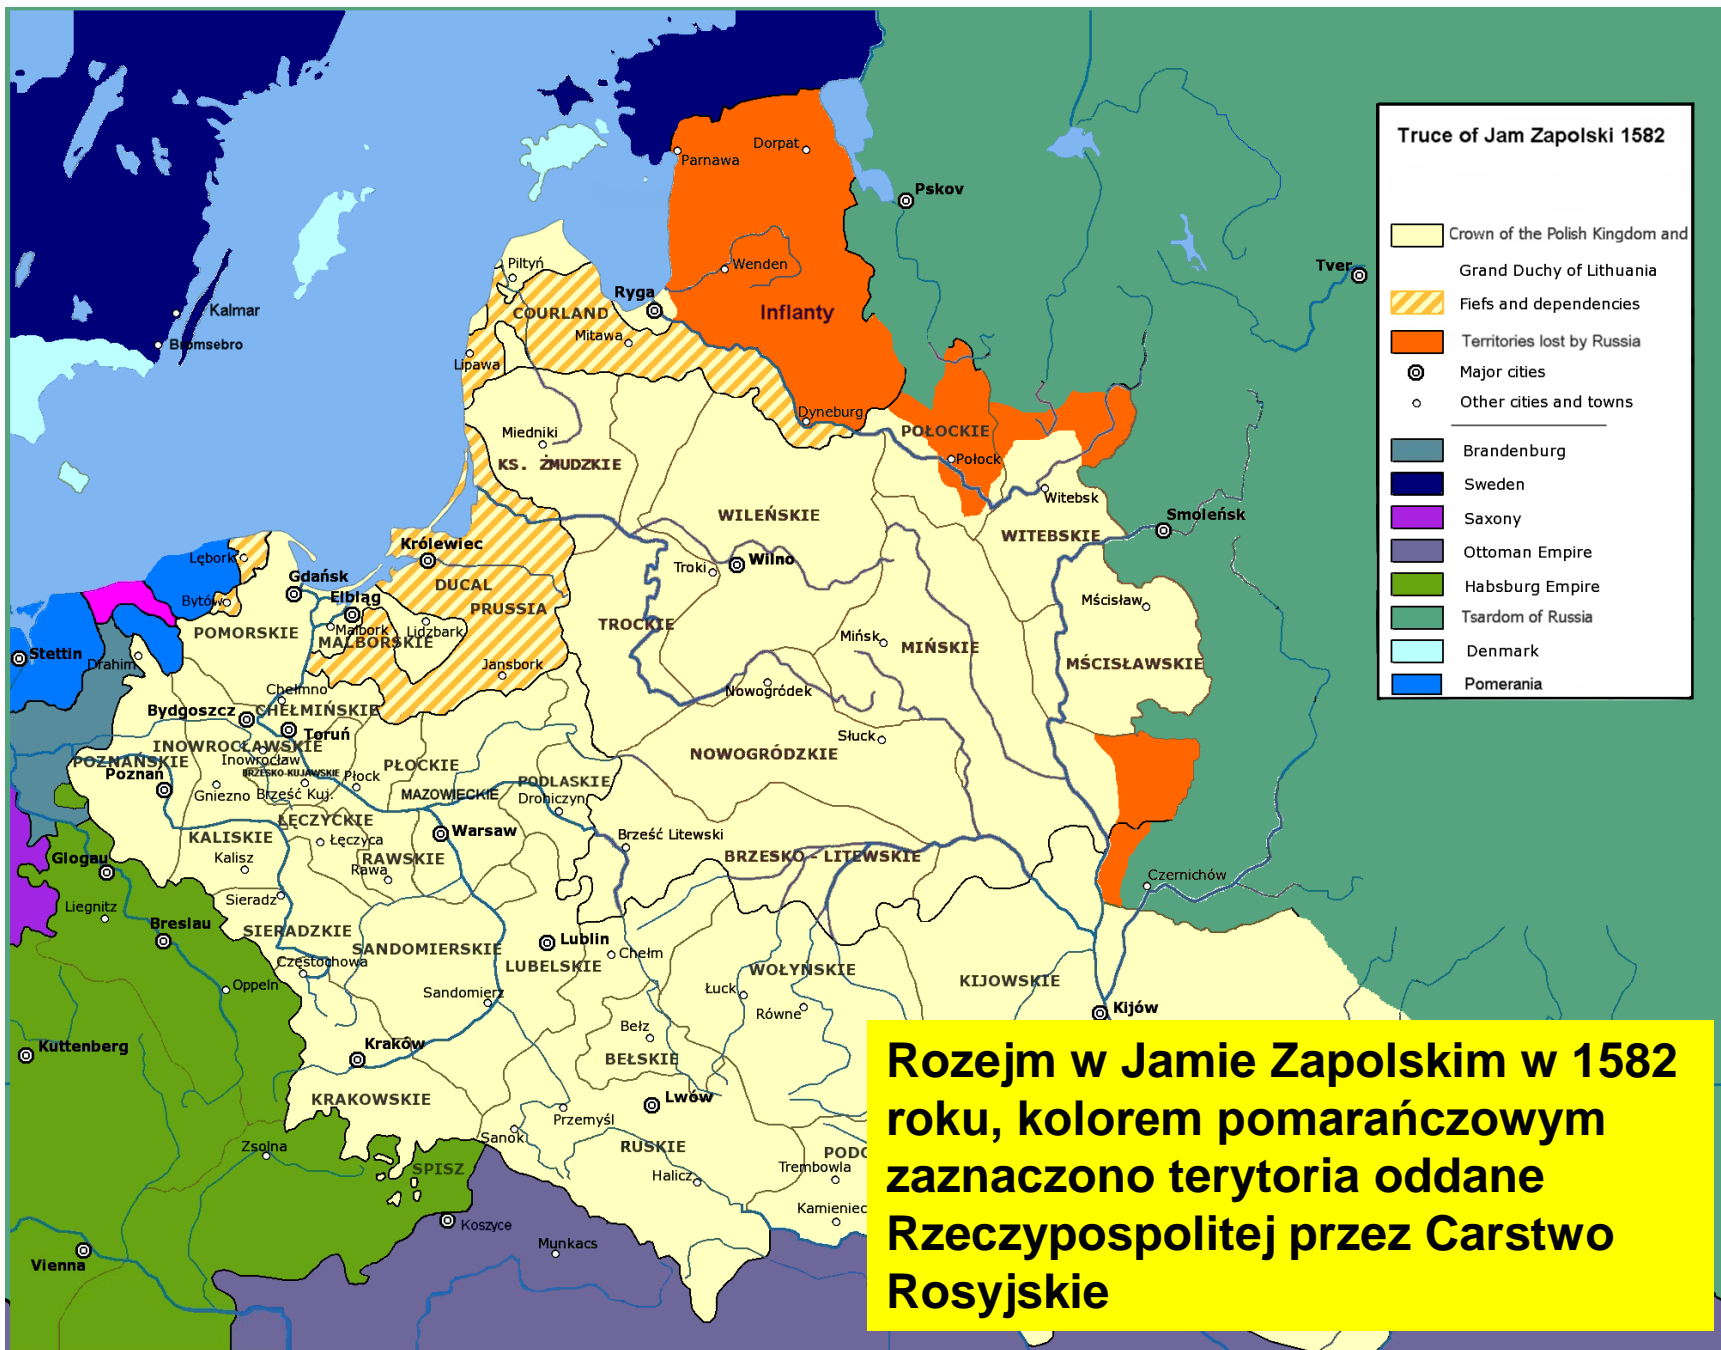 Truce of Jam Zapolski 1582
Crown of the Polish Kingdom and
Grand Duchy of Lithuania
Fiefs and dependencies
Territories lost by Russia
Major cities
Other cities and towns
Brandenburg
Sweden
Saxony
Ottoman Empire
Habsburg Empire
Tsardom of Russia
Denmark
Pomerania
Parnawa
Dorpat
Pskov
Tver
Piltyń
Wenden
Ryga
Inflanty
COURLAND
Mitawa
Kalmar
Bromsebro
Lipawa
Dyneburg
Miedniki
KS. ŻMUDZKIE
POŁOCKIE
Połock
Witebsk
WILEŃSKIE
WITEBSKIE
Smoleńsk
Królewiec
Lębork
Gdańsk
Troki
Wilno
DUCAL
PRUSSIA
Bytów
Elbląg
Malbork
Lidzbark
POMORSKIE
MALBORSKIE
TROCKIE
Mińsk
MIŃSKIE
Mścisław
MŚCISŁAWSKIE
Stettin
Drahim
Jansbork
Nowogródek
Chełmno
Bydgoszcz
CHEŁMIŃSKIE
Toruń
Słuck
NOWOGRÓDZKIE
INOWROCŁAWSKIE
Inowrocław
POZNAŃSKIE
Poznań
BRZESKO-KUJAWSKIE
Płock
PŁOCKIE
PODLASKIE
Gniezno
Brześć Kuj.
MAZOWIECKIE
Drohiczyn
ŁĘCZYCKIE
KALISKIE
Łęczyca
Warsaw
Brześć Litewski
Glogau
Kalisz
RAWSKIE
Rawa
BRZESKO - LITEWSKIE
Czernichów
Liegnitz
Sieradz
Breslau
SIERADZKIE
SANDOMIERSKIE
Lublin
LUBELSKIE
Chełm
Częstochowa
WOŁYŃSKIE
KIJOWSKIE
Oppeln
Sandomierz
Łuck
Równe
Kijów
Kuttenberg
Kraków
Bełz
BEŁSKIE
KRAKOWSKIE
Lwów
Przemyśl
Sanok
RUSKIE
Zsolna
SPISZ
Halicz
PODO
Trembowla
Kamieniec
Koszyce
Munkacs
Vienna
Rozejm w Jamie Zapolskim w 1582
roku, kolorem pomarańczowym
zaznaczono terytoria oddane
Rzeczypospolitej przez Carstwo
Rosyjskie